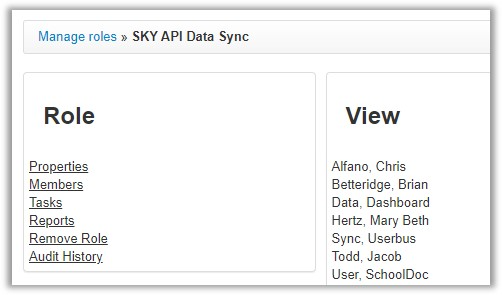 Manage roles » SKY API Data Sync
Role
Properties
Members
Tasks
Reports
Remove Role
Audit History
View
Alfano, Chris
Betteridge, Brian
Data, Dashboard
Hertz, Mary Beth
Sync, Userbus
Todd, Jacob
User, SchoolDoc